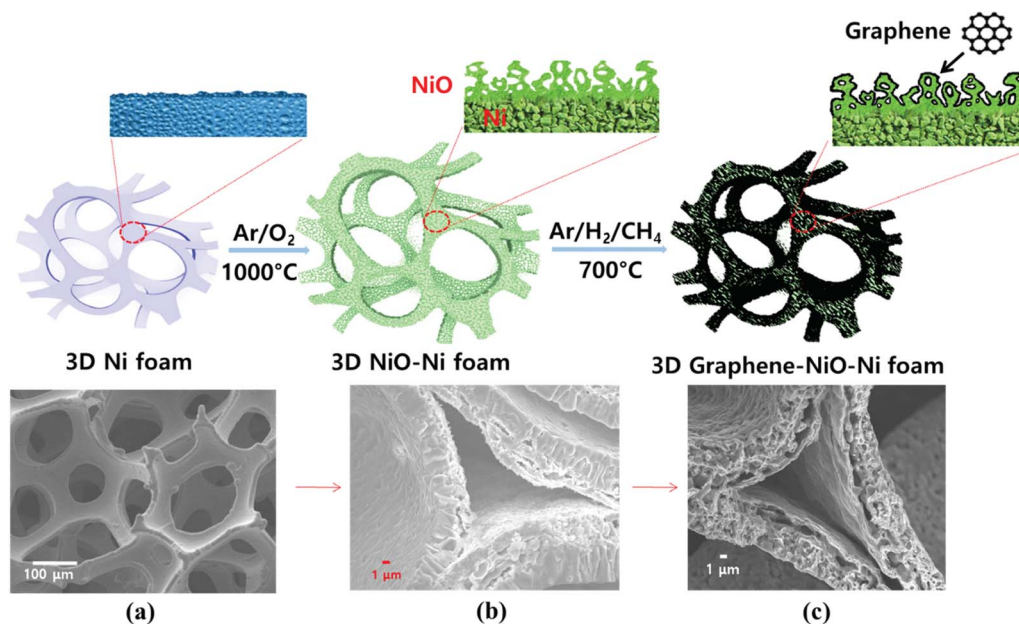 Graphene
NiO
Ni
Ar/O₂
1000°C
Ar/H₂/CH₄
700°C
3D Ni foam
3D NiO-Ni foam
3D Graphene-NiO-Ni foam
100 μm
1 μm
1 μm
(a)
(b)
(c)